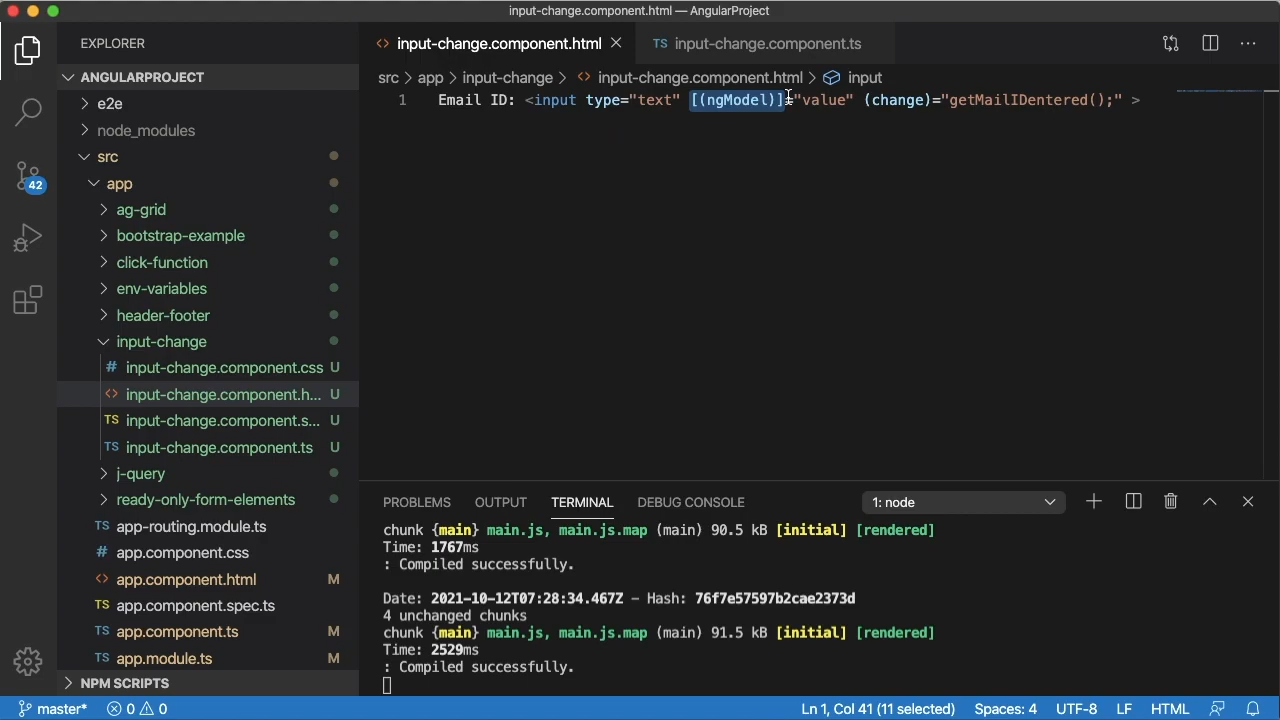 input-change.component.html — AngularProject
EXPLORER
input-change.component.html
TS input-change.component.ts
ANGULARPROJECT
src > app > input-change > input-change.component.html > input
1 Email ID: <input type="text" [(ngModel)]="value" (change)="getMailIDentered();" >
e2e
node_modules
src
app
ag-grid
bootstrap-example
click-function
env-variables
header-footer
input-change
# input-change.component.css U
<> input-change.component.h... U
TS input-change.component.s... U
TS input-change.component.ts U
j-query
ready-only-form-elements
TS app-routing.module.ts
# app.component.css
<> app.component.html M
TS app.component.spec.ts
TS app.component.ts M
TS app.module.ts M
NPM SCRIPTS
42
PROBLEMS OUTPUT TERMINAL DEBUG CONSOLE 1: node
chunk {main} main.js, main.js.map (main) 90.5 kB [initial] [rendered]
Time: 1767ms
: Compiled successfully.
Date: 2021-10-12T07:28:34.467Z - Hash: 76f7e57597b2cae2373d
4 unchanged chunks
chunk {main} main.js, main.js.map (main) 91.5 kB [initial] [rendered]
Time: 2529ms
: Compiled successfully.
master* 0 0 Ln 1, Col 41 (11 selected) Spaces: 4 UTF-8 LF HTML